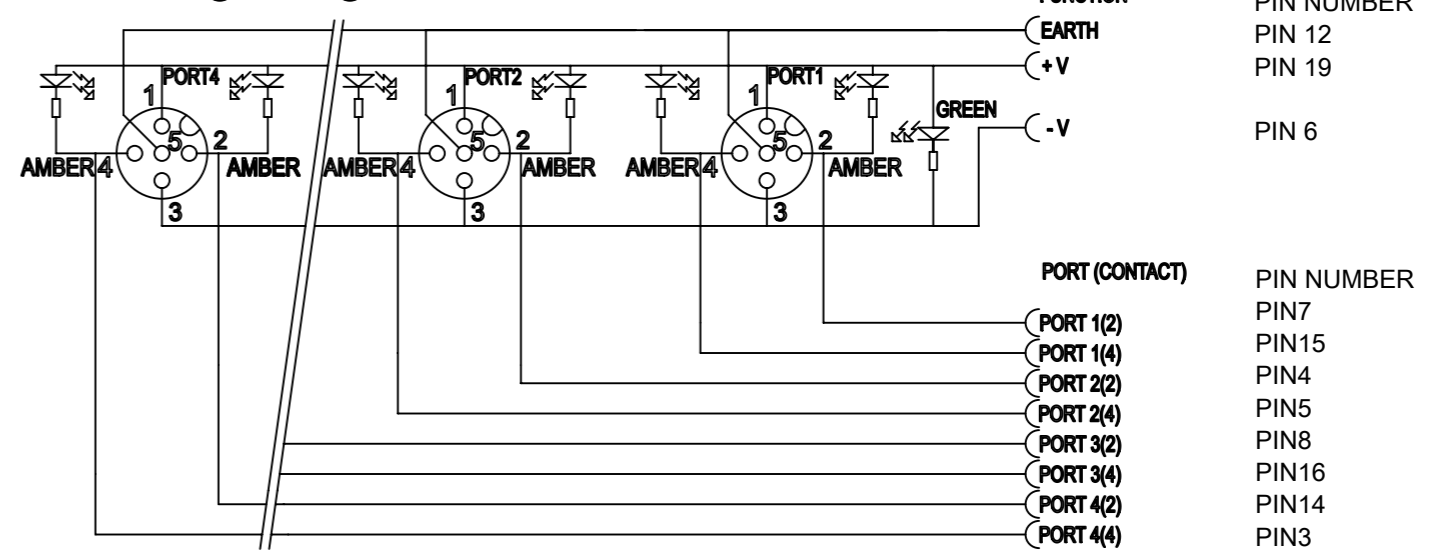 PIN NUMBER
EARTH PIN 12
+ V PIN 19
- V PIN 6
PORT4 PORT2 PORT1
GREEN
1 5 2 1 5 2 1 5 2
AMBER 4 AMBER AMBER 4 AMBER AMBER 4 AMBER
3 3 3
PORT (CONTACT) PIN NUMBER
PORT 1(2) PIN7
PORT 1(4) PIN15
PORT 2(2) PIN4
PORT 2(4) PIN5
PORT 3(2) PIN8
PORT 3(4) PIN16
PORT 4(2) PIN14
PORT 4(4) PIN3